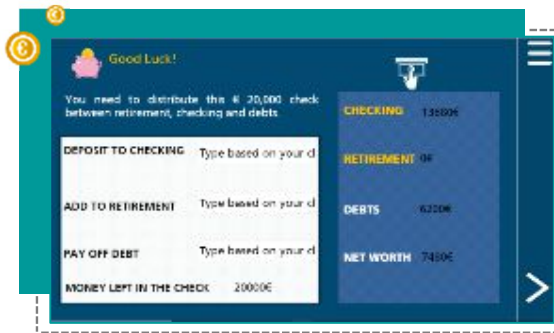 Good Luck!
You need to distribute this € 20,000 check
between retirement, checking and debts
DEPOSIT TO CHECKING Type based on your cl
ADD TO RETIREMENT Type based on your cl
PAY OFF DEBT Type based on your cl
MONEY LEFT IN THE CHECK 20000€
CHECKING 13680€
RETIREMENT 0€
DEBTS 6200€
NET WORTH 7480€